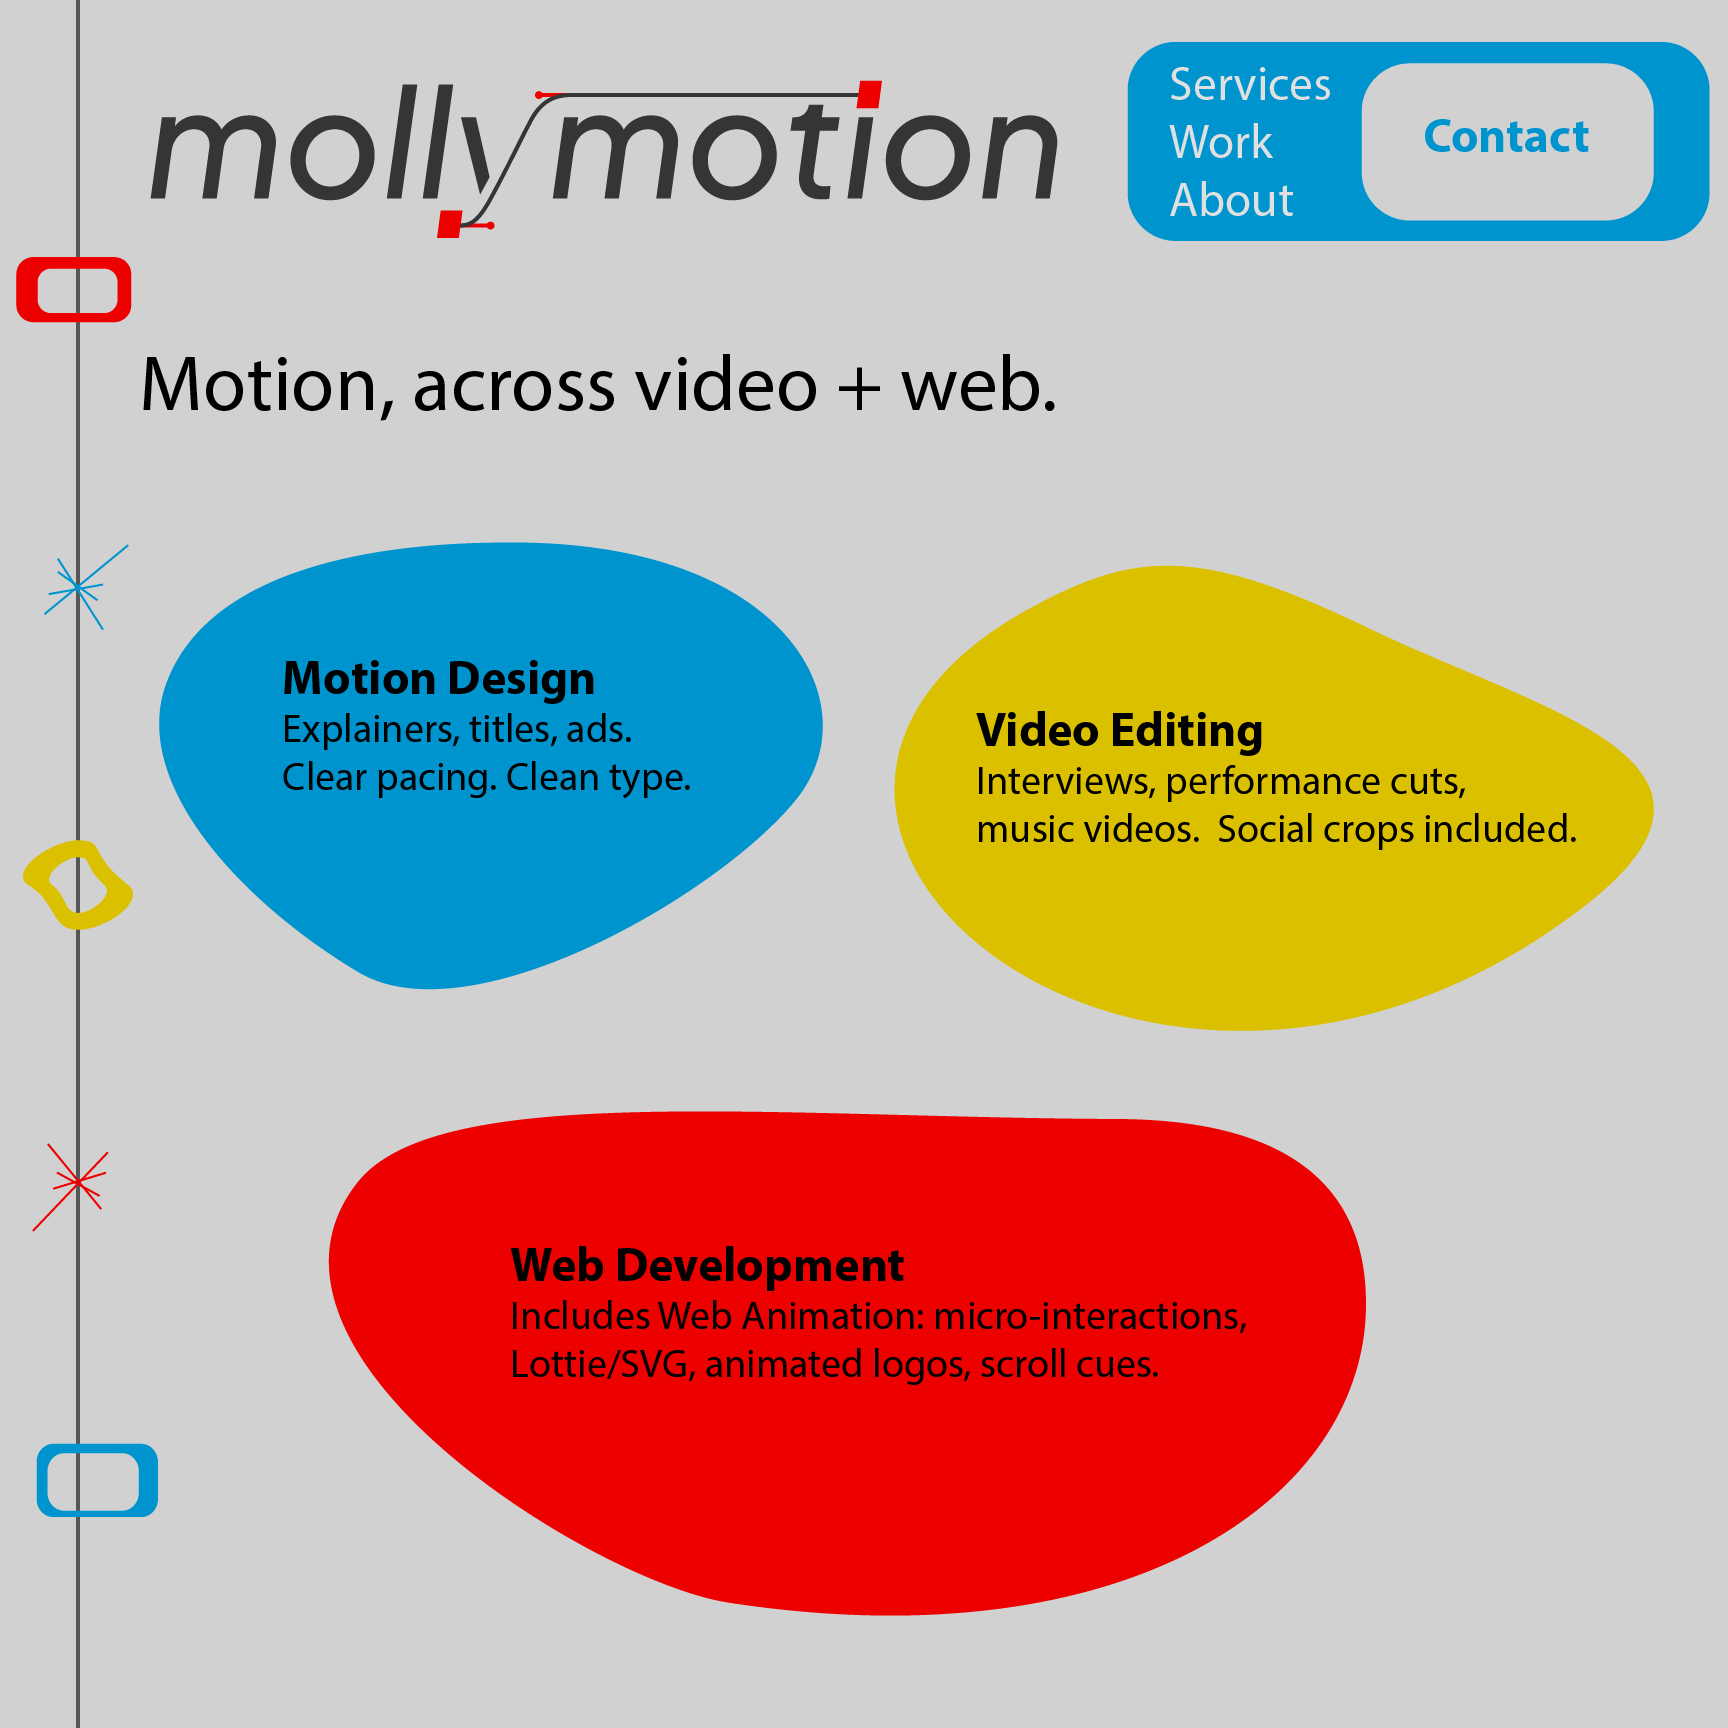 molly motion
Services
Work
About
Contact
Motion, across video + web.
Motion Design
Explainers, titles, ads.
Clear pacing. Clean type.
Video Editing
Interviews, performance cuts,
music videos.  Social crops included.
Web Development
Includes Web Animation: micro-interactions,
Lottie/SVG, animated logos, scroll cues.